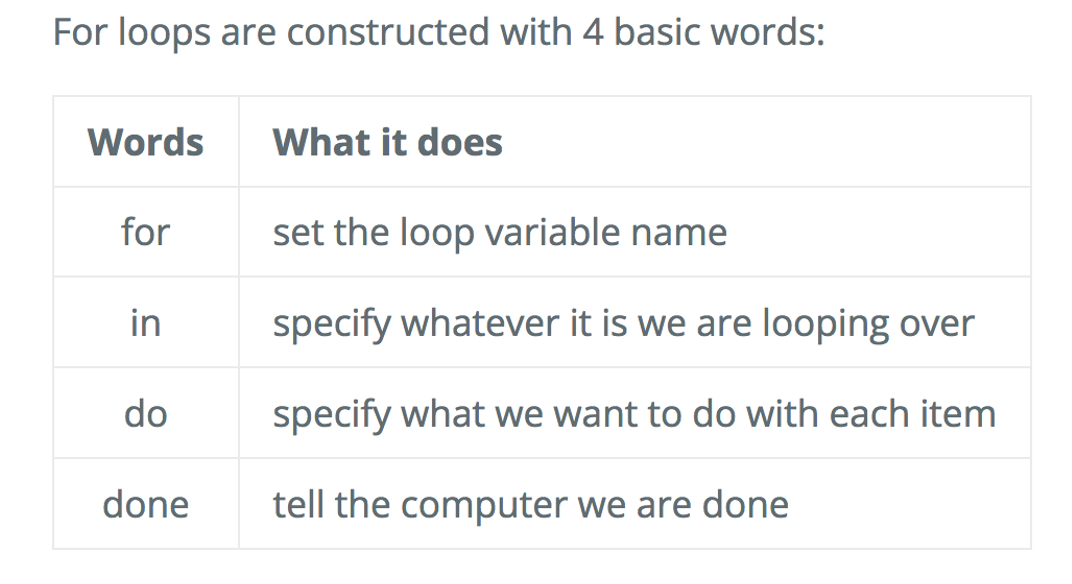 For loops are constructed with 4 basic words:
Words What it does
for set the loop variable name
in specify whatever it is we are looping over
do specify what we want to do with each item
done tell the computer we are done